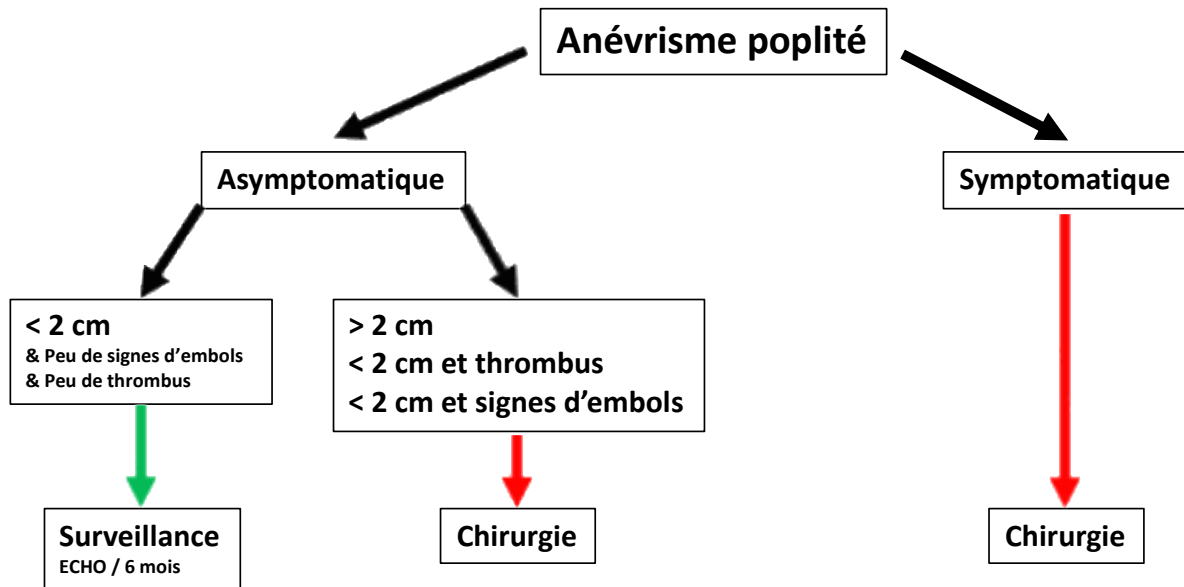 Anévrisme poplité
Asymptomatique
Symptomatique
< 2 cm
& Peu de signes d'embols
& Peu de thrombus
> 2 cm
< 2 cm et thrombus
< 2 cm et signes d'embols
Surveillance
ECHO / 6 mois
Chirurgie
Chirurgie